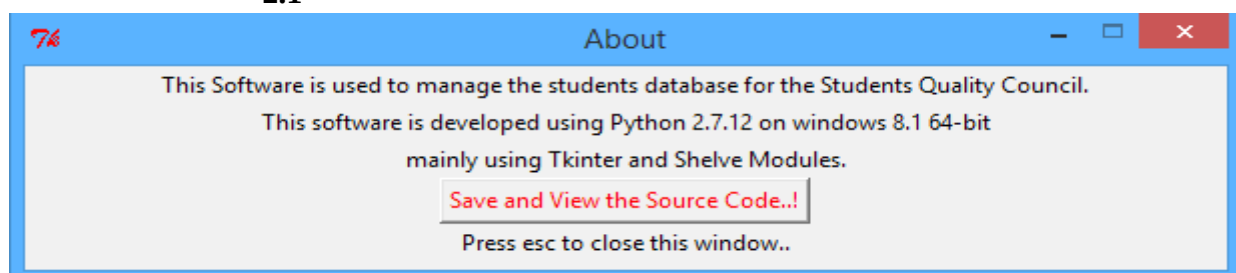 2.1
About
This Software is used to manage the students database for the Students Quality Council.
This software is developed using Python 2.7.12 on windows 8.1 64-bit
mainly using Tkinter and Shelve Modules.
Save and View the Source Code..!
Press esc to close this window..